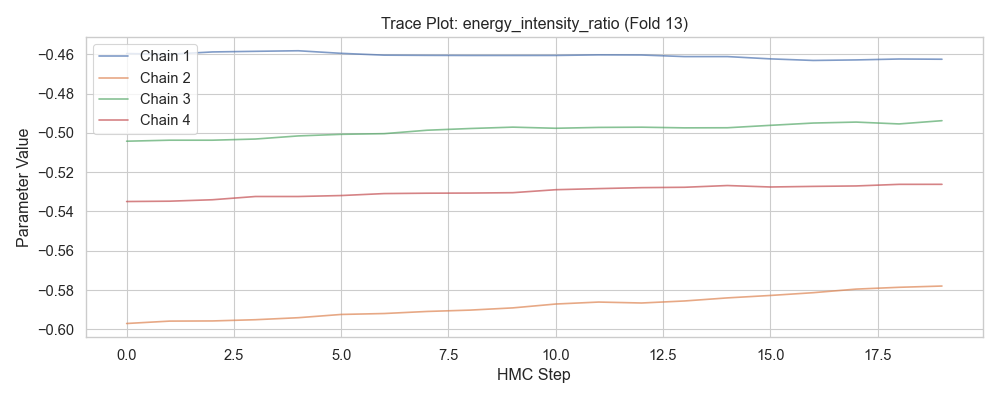 Trace Plot: energy_intensity_ratio (Fold 13)
Parameter Value
−0.46
−0.48
−0.50
−0.52
−0.54
−0.56
−0.58
−0.60
Chain 1
Chain 2
Chain 3
Chain 4
0.0 2.5 5.0 7.5 10.0 12.5 15.0 17.5
HMC Step